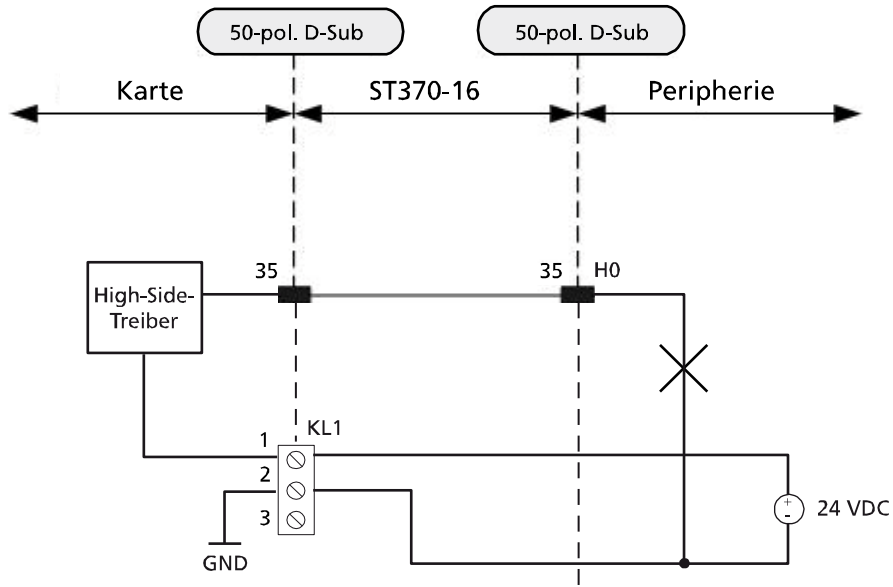 50-pol. D-Sub
50-pol. D-Sub
Karte
ST370-16
Peripherie
35
35
H0
High-Side-
Treiber
KL1
1
2
3
GND
+
-
24 VDC